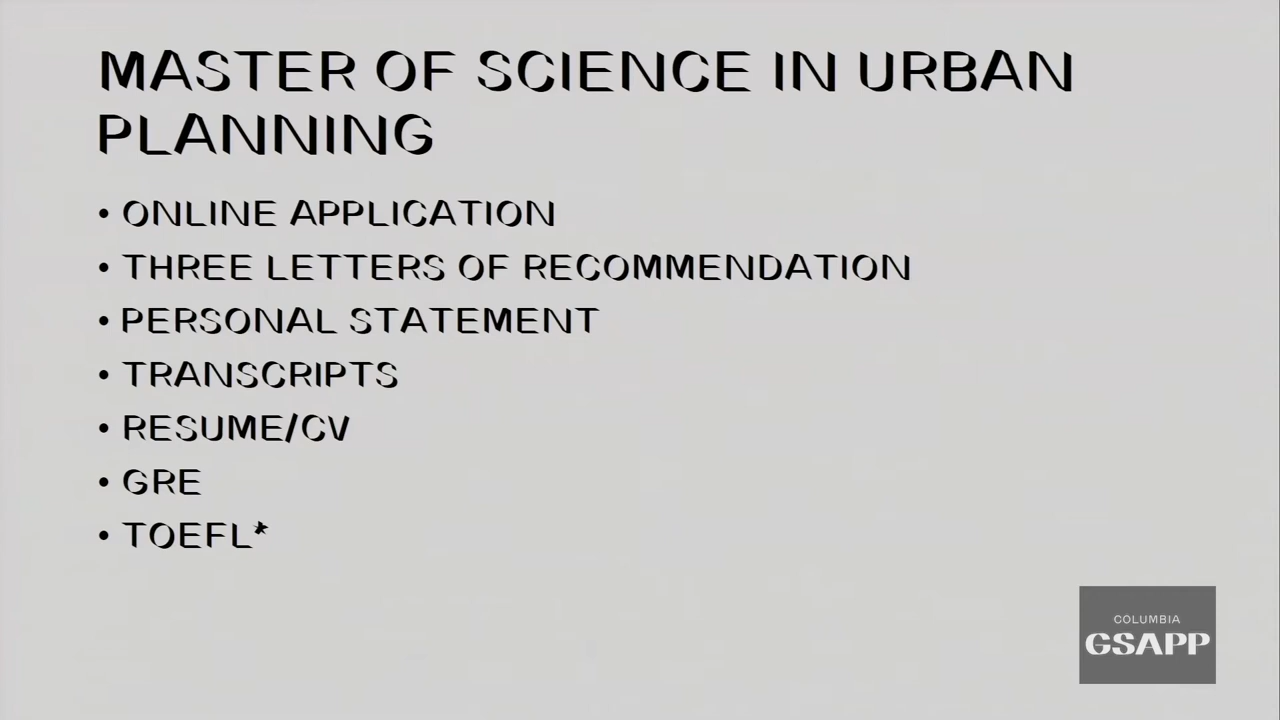 MASTER OF SCIENCE IN URBAN
PLANNING
• ONLINE APPLICATION
• THREE LETTERS OF RECOMMENDATION
• PERSONAL STATEMENT
• TRANSCRIPTS
• RESUME/CV
• GRE
• TOEFL*
COLUMBIA
GSAPP